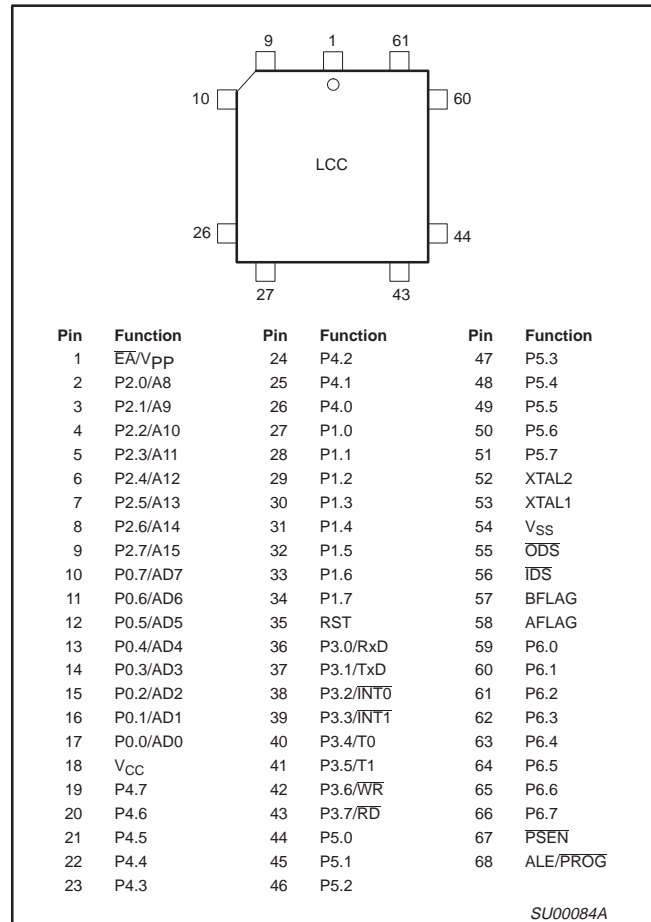 9 1 61
10 60
LCC
26 44
27 43
Pin Function Pin Function Pin Function
1 E̅A̅/VPP 24 P4.2 47 P5.3
2 P2.0/A8 25 P4.1 48 P5.4
3 P2.1/A9 26 P4.0 49 P5.5
4 P2.2/A10 27 P1.0 50 P5.6
5 P2.3/A11 28 P1.1 51 P5.7
6 P2.4/A12 29 P1.2 52 XTAL2
7 P2.5/A13 30 P1.3 53 XTAL1
8 P2.6/A14 31 P1.4 54 VSS
9 P2.7/A15 32 P1.5 55 O̅D̅S̅
10 P0.7/AD7 33 P1.6 56 I̅D̅S̅
11 P0.6/AD6 34 P1.7 57 BFLAG
12 P0.5/AD5 35 RST 58 AFLAG
13 P0.4/AD4 36 P3.0/RxD 59 P6.0
14 P0.3/AD3 37 P3.1/TxD 60 P6.1
15 P0.2/AD2 38 P3.2/I̅N̅T̅0̅ 61 P6.2
16 P0.1/AD1 39 P3.3/I̅N̅T̅1̅ 62 P6.3
17 P0.0/AD0 40 P3.4/T0 63 P6.4
18 VCC 41 P3.5/T1 64 P6.5
19 P4.7 42 P3.6/W̅R̅ 65 P6.6
20 P4.6 43 P3.7/R̅D̅ 66 P6.7
21 P4.5 44 P5.0 67 P̅S̅E̅N̅
22 P4.4 45 P5.1 68 ALE/P̅R̅O̅G̅
23 P4.3 46 P5.2
SU00084A